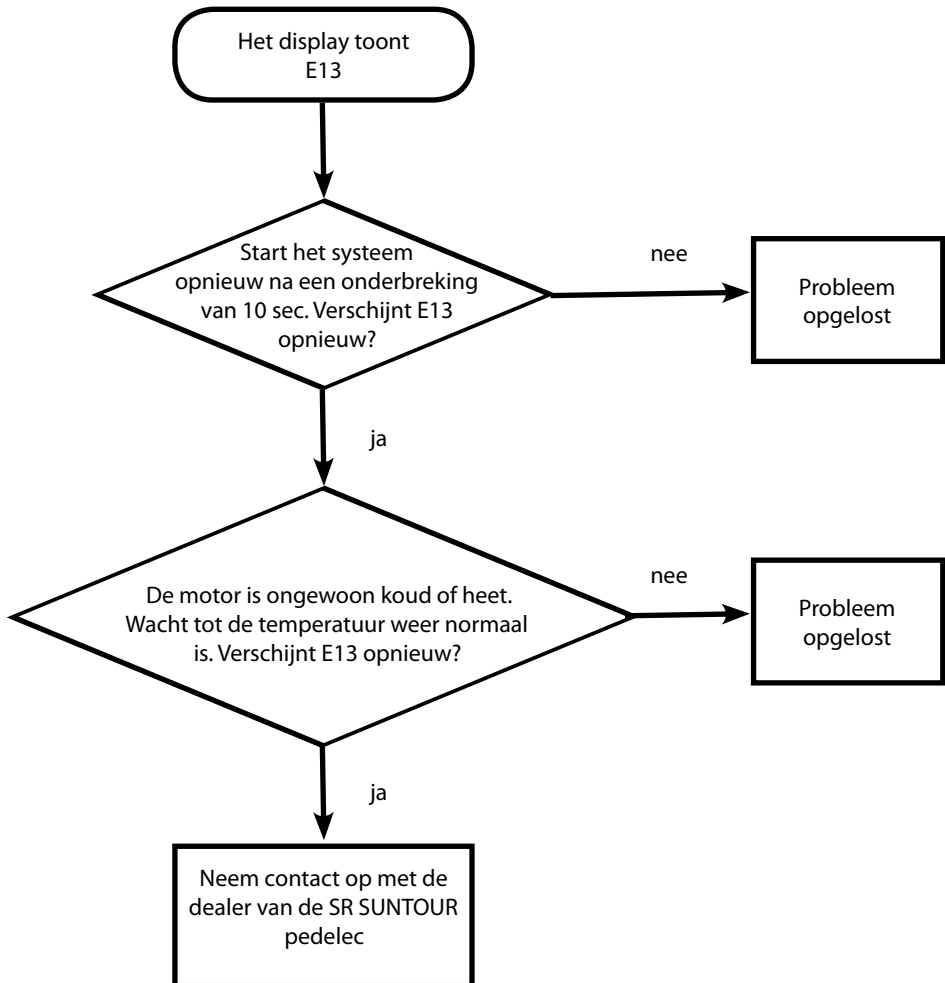 Het display toont
E13
Start het systeem
opnieuw na een onderbreking
van 10 sec. Verschijnt E13
opnieuw?
nee
Probleem
opgelost
ja
De motor is ongewoon koud of heet.
Wacht tot de temperatuur weer normaal
is. Verschijnt E13 opnieuw?
nee
Probleem
opgelost
ja
Neem contact op met de
dealer van de SR SUNTOUR
pedelec